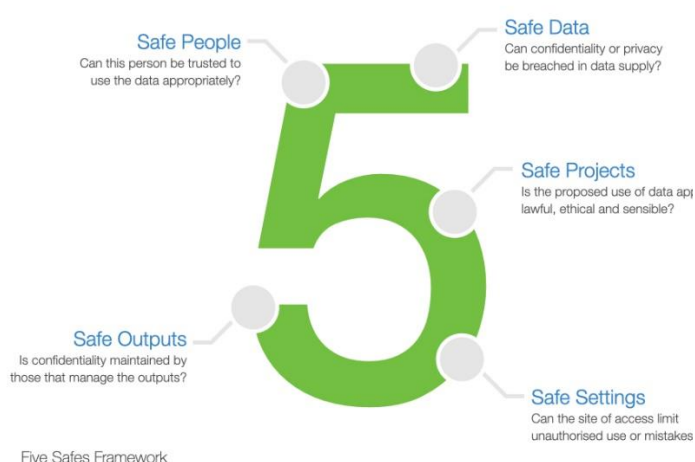 Safe People
Can this person be trusted to
use the data appropriately?
Safe Data
Can confidentiality or privacy
be breached in data supply?
5
Safe Projects
Is the proposed use of data
lawful, ethical and sensible?
Safe Outputs
Is confidentiality maintained by
those that manage the outputs?
Safe Settings
Can the site of access limit
unauthorised use or mistakes
Five Safes Framework